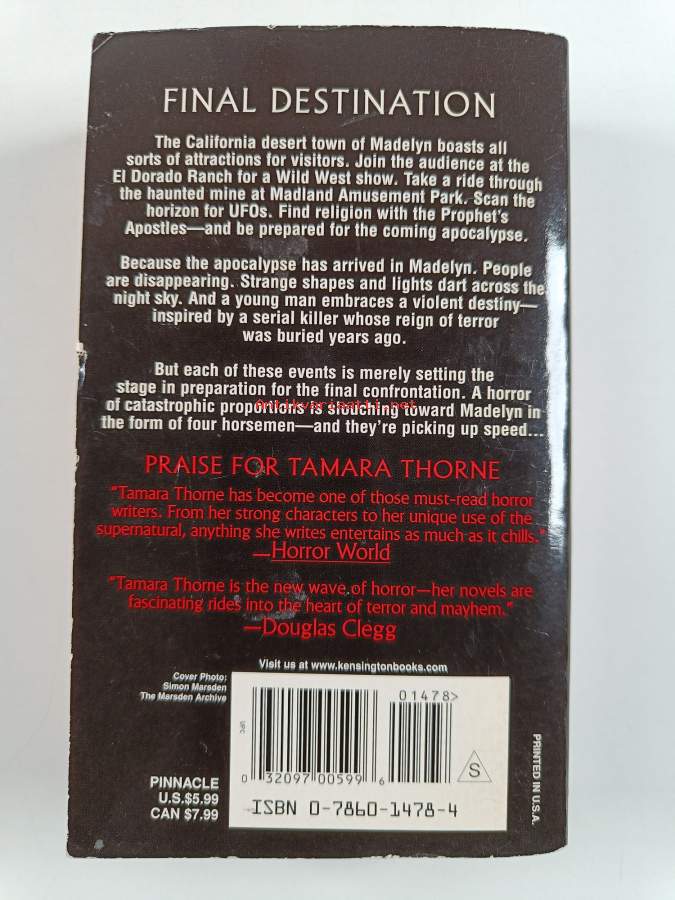 FINAL DESTINATION
The California desert town of Madelyn boasts all
sorts of attractions for visitors. Join the audience at the
El Dorado Ranch for a Wild West show. Take a ride through
the haunted mine at Madland Amusement Park. Scan the
horizon for UFOs. Find religion with the Prophet's
Apostles—and be prepared for the coming apocalypse.
Because the apocalypse has arrived in Madelyn. People
are disappearing. Strange shapes and lights dart across the
night sky. And a young man embraces a violent destiny—
inspired by a serial killer whose reign of terror
was buried years ago.
But each of these events is merely setting the
stage in preparation for the final confrontation. A horror
of catastrophic proportions is slouching toward Madelyn in
Antikvariaatti.net
the form of four horsemen—and they're picking up speed...
PRAISE FOR TAMARA THORNE
"Tamara Thorne has become one of those must-read horror
writers. From her strong characters to her unique use of the
supernatural, anything she writes entertains as much as it chills."
—Horror World
"Tamara Thorne is the new wave of horror—her novels are
fascinating rides into the heart of terror and mayhem."
—Douglas Clegg
Visit us at www.kensingtonbooks.com
Cover Photo:
Simon Marsden
The Marsden Archive
01478>
UPC
0 32097 00599 6
S
PRINTED IN U.S.A.
PINNACLE
U.S.$5.99
CAN $7.99
ISBN 0-7860-1478-4